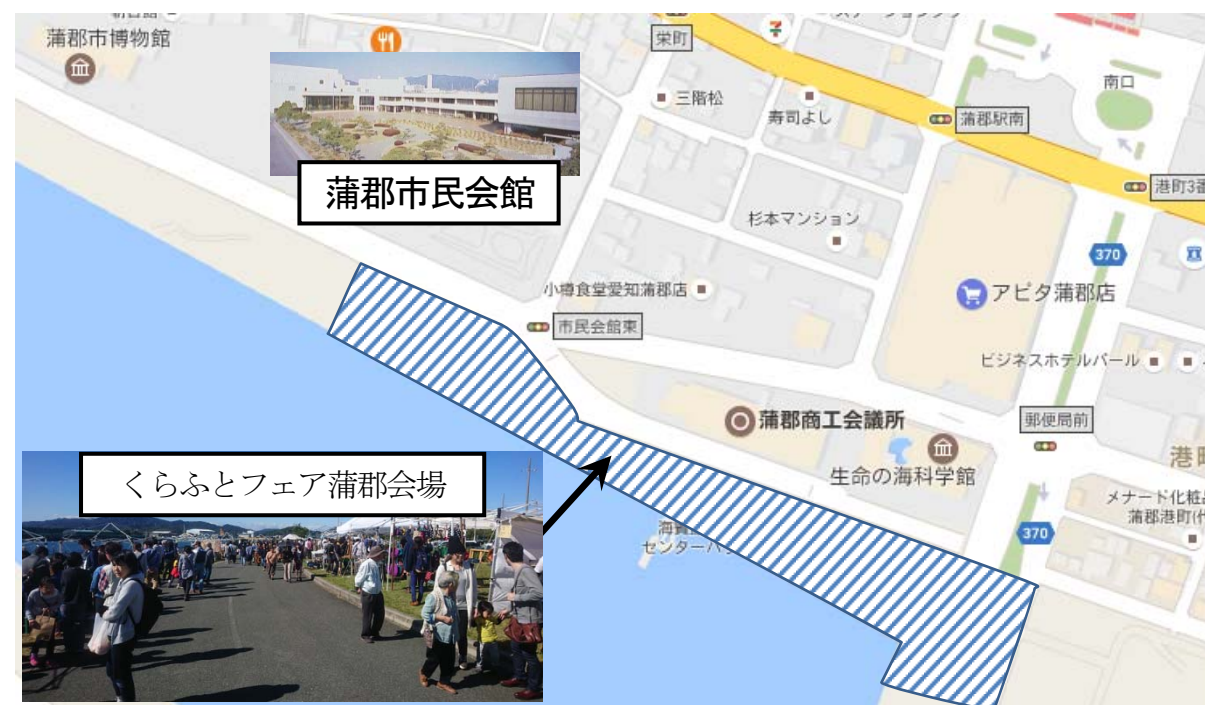 蒲郡市博物館
栄町
三階松
寿司よし
南口
蒲郡駅南
港町3番
蒲郡市民会館
杉本マンション
370
小樽食堂愛知蒲郡店
アピタ蒲郡店
市民会館東
ビジネスホテルパール
蒲郡商工会議所
郵便局前
生命の海科学館
港町
くらふとフェア蒲郡会場
メナード化粧品
蒲郡港町(代
370